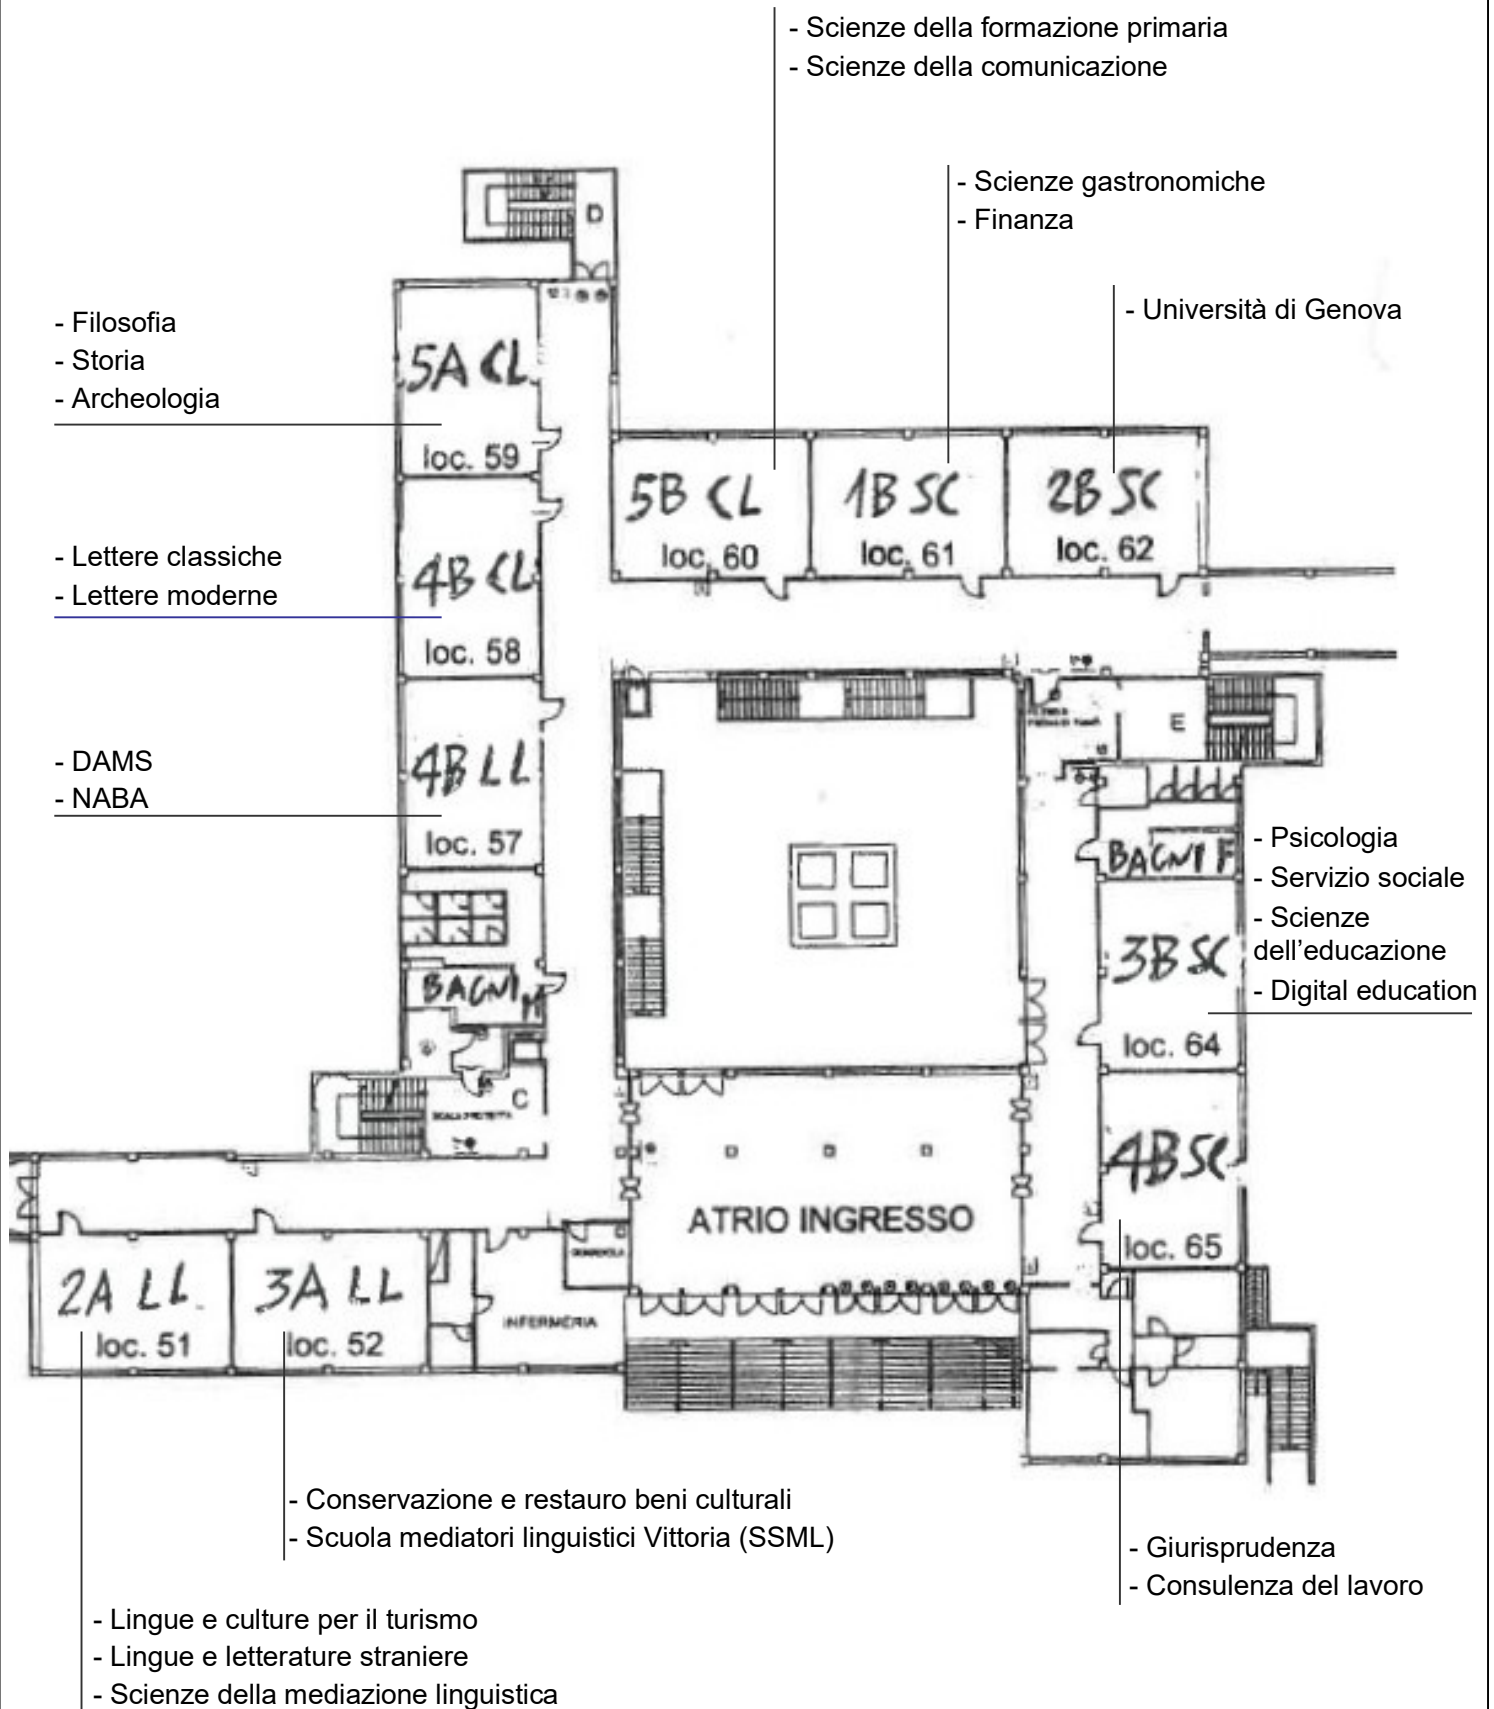 - Scienze della formazione primaria
- Scienze della comunicazione
- Scienze gastronomiche
- Finanza
D
- Università di Genova
- Filosofia
- Storia
- Archeologia
5A CL
loc. 59
5B CL
loc. 60
1B SC
loc. 61
2B SC
loc. 62
- Lettere classiche
- Lettere moderne
4B CL
loc. 58
E
- DAMS
- NABA
4B LL
loc. 57
BAGNI F
- Psicologia
- Servizio sociale
- Scienze
dell'educazione
- Digital education
3B SC
loc. 64
BAGNI M
C
SCALA PROTETTA
4B SC
loc. 65
ATRIO INGRESSO
2A LL
loc. 51
3A LL
loc. 52
INFERMERIA
- Conservazione e restauro beni culturali
- Scuola mediatori linguistici Vittoria (SSML)
- Giurisprudenza
- Consulenza del lavoro
- Lingue e culture per il turismo
- Lingue e letterature straniere
- Scienze della mediazione linguistica